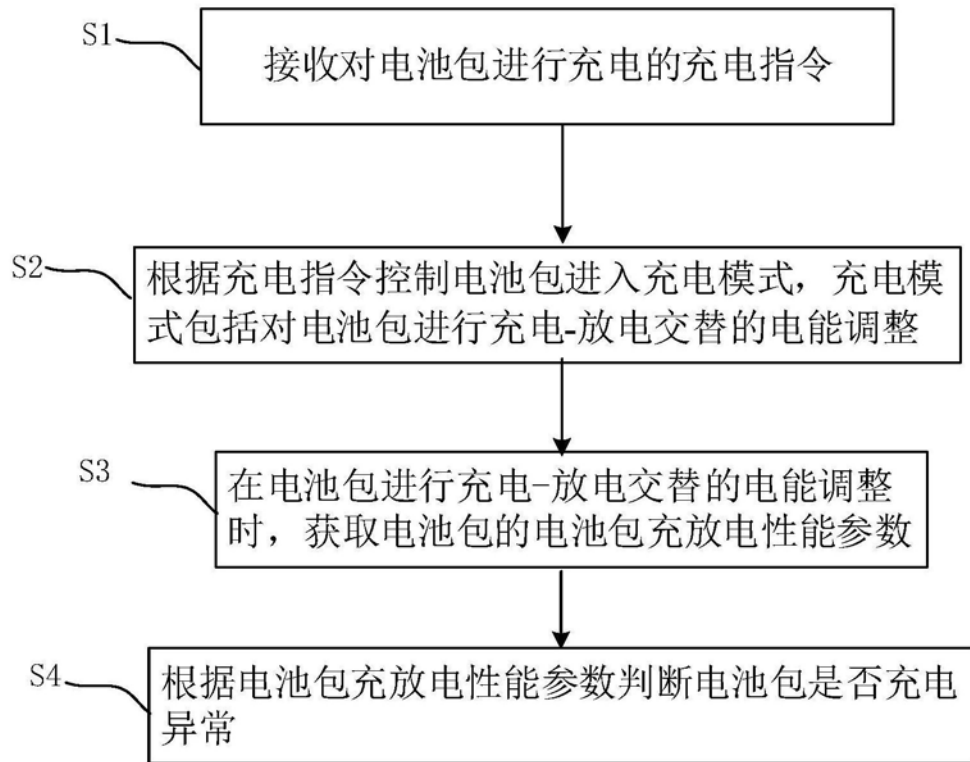 S1
接收对电池包进行充电的充电指令
S2
根据充电指令控制电池包进入充电模式，充电模
式包括对电池包进行充电-放电交替的电能调整
S3
在电池包进行充电-放电交替的电能调整
时，获取电池包的电池包充放电性能参数
S4
根据电池包充放电性能参数判断电池包是否充电
异常